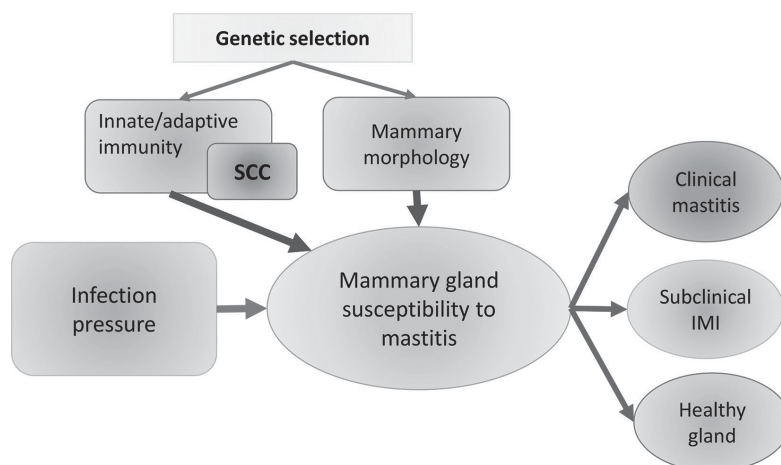 Genetic selection
Innate/adaptive
immunity
SCC
Mammary
morphology
Clinical
mastitis
Infection
pressure
Mammary gland
susceptibility to
mastitis
Subclinical
IMI
Healthy
gland